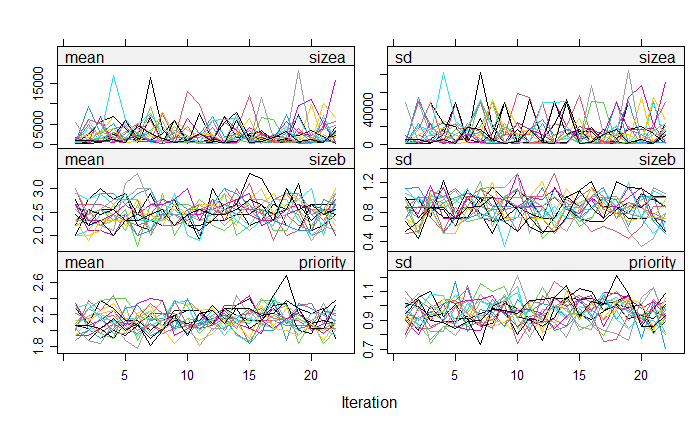 mean sizea
sd sizea
0 5000 15000
0 40000
mean sizeb
sd sizeb
2.0 2.5 3.0
0.4 0.8 1.2
mean priority
sd priority
1.8 2.2 2.6
0.7 0.9 1.1
5 10 15 20
5 10 15 20
Iteration